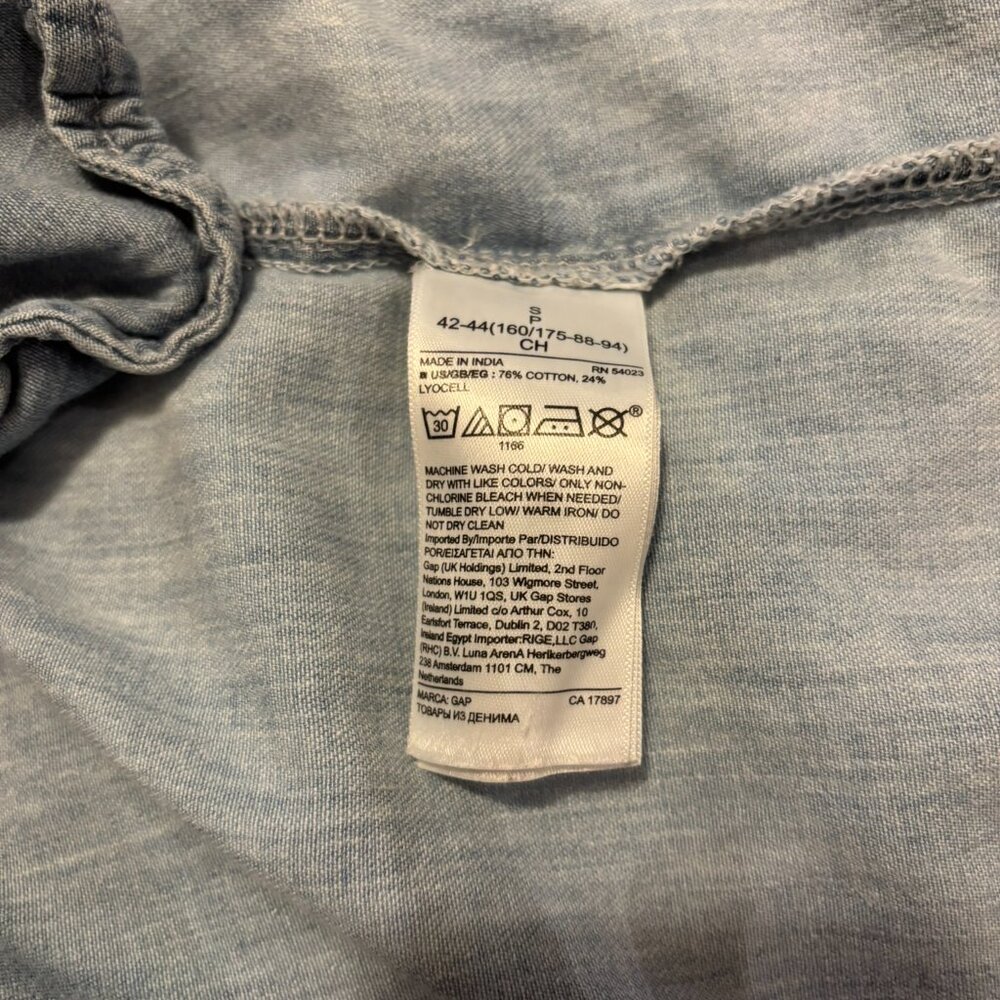 S
P
42-44(160/175-88-94)
CH
MADE IN INDIA RN 54023
US/GB/EG : 76% COTTON, 24%
LYOCELL
30 ®
1166
MACHINE WASH COLD/ WASH AND
DRY WITH LIKE COLORS/ ONLY NON-
CHLORINE BLEACH WHEN NEEDED/
TUMBLE DRY LOW/ WARM IRON/ DO
NOT DRY CLEAN
Imported By/Importe Par/DISTRIBUIDO
POR/ΕΙΣΑΓΕΤΑΙ ΑΠΟ ΤΗΝ:
Gap (UK Holdings) Limited, 2nd Floor
Nations House, 103 Wigmore Street,
London, W1U 1QS, UK Gap Stores
(Ireland) Limited c/o Arthur Cox, 10
Earlsfort Terrace, Dublin 2, D02 T380,
Ireland Egypt Importer:RIGE,LLC Gap
(RHC) B.V. Luna ArenA Herikerbergweg
238 Amsterdam 1101 CM, The
Netherlands
MARCA: GAP CA 17897
ТОВАРЫ ИЗ ДЕНИМА